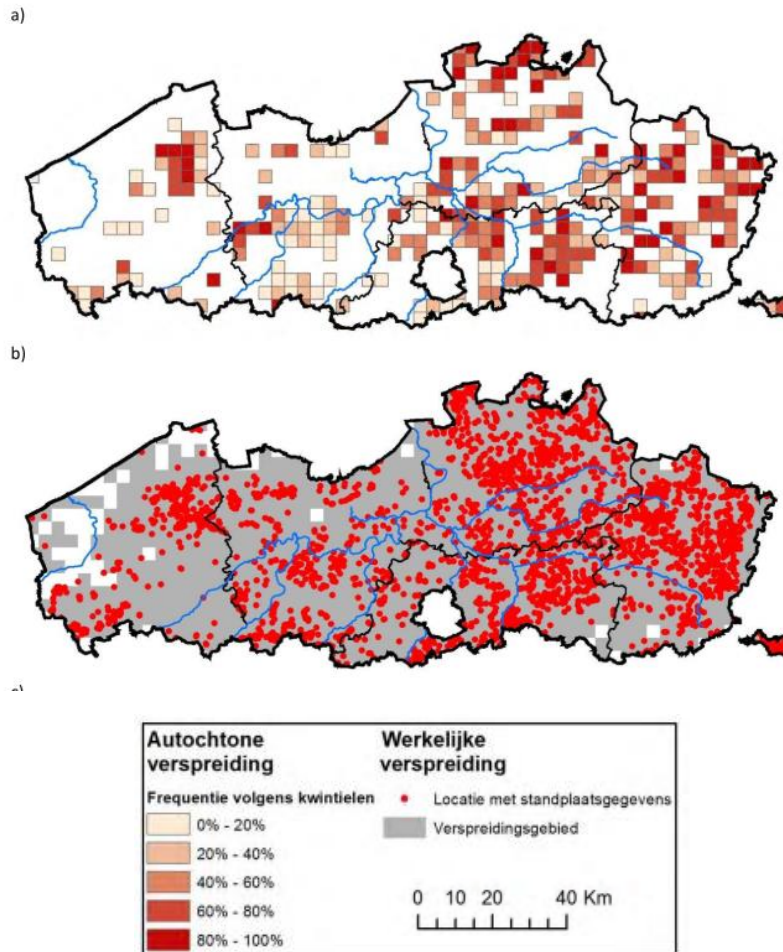 a)
b)
Autochtone
verspreiding
Frequentie volgens kwintielen
0% - 20%
20% - 40%
40% - 60%
60% - 80%
80% - 100%
Werkelijke
verspreiding
Locatie met standplaatsgegevens
Verspreidingsgebied
0 10 20 40 Km